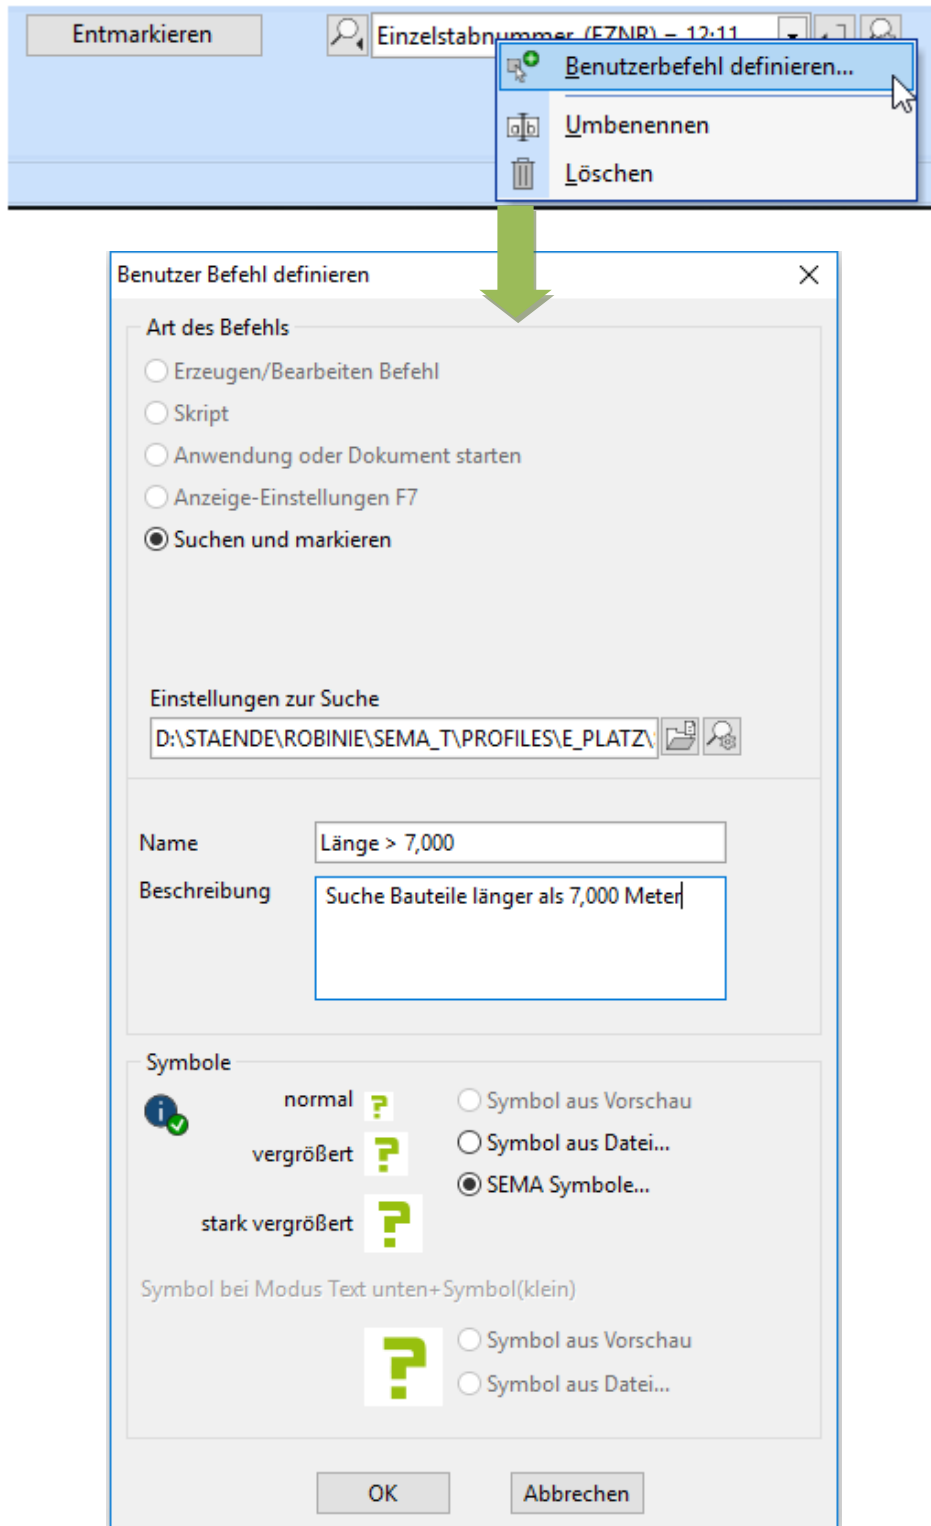 Entmarkieren
Einzelstabnummer (EZNR) = 12:11
Benutzerbefehl definieren...
Umbenennen
Löschen
Benutzer Befehl definieren
Art des Befehls
Erzeugen/Bearbeiten Befehl
Skript
Anwendung oder Dokument starten
Anzeige-Einstellungen F7
Suchen und markieren
Einstellungen zur Suche
D:\STAENDE\ROBINIE\SEMA_T\PROFILES\E_PLATZ\
Name
Länge > 7,000
Beschreibung
Suche Bauteile länger als 7,000 Meter
Symbole
normal
Symbol aus Vorschau
vergrößert
Symbol aus Datei...
SEMA Symbole...
stark vergrößert
Symbol bei Modus Text unten+Symbol(klein)
Symbol aus Vorschau
Symbol aus Datei...
OK
Abbrechen